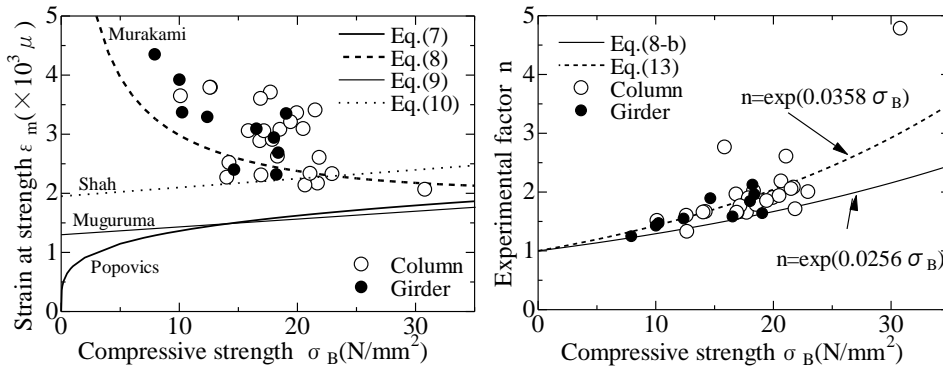 5
4
3
2
1
0
0
10
20
30
Strain at strength ε m(×10³ μ)
Compressive strength σ B(N/mm²)
Murakami
Shah
Muguruma
Popovics
Eq.(7)
Eq.(8)
Eq.(9)
Eq.(10)
Column
Girder
5
4
3
2
1
0
0
10
20
30
Experimental factor n
Compressive strength σ B(N/mm²)
Eq.(8-b)
Eq.(13)
Column
Girder
n=exp(0.0358 σ B)
n=exp(0.0256 σ B)